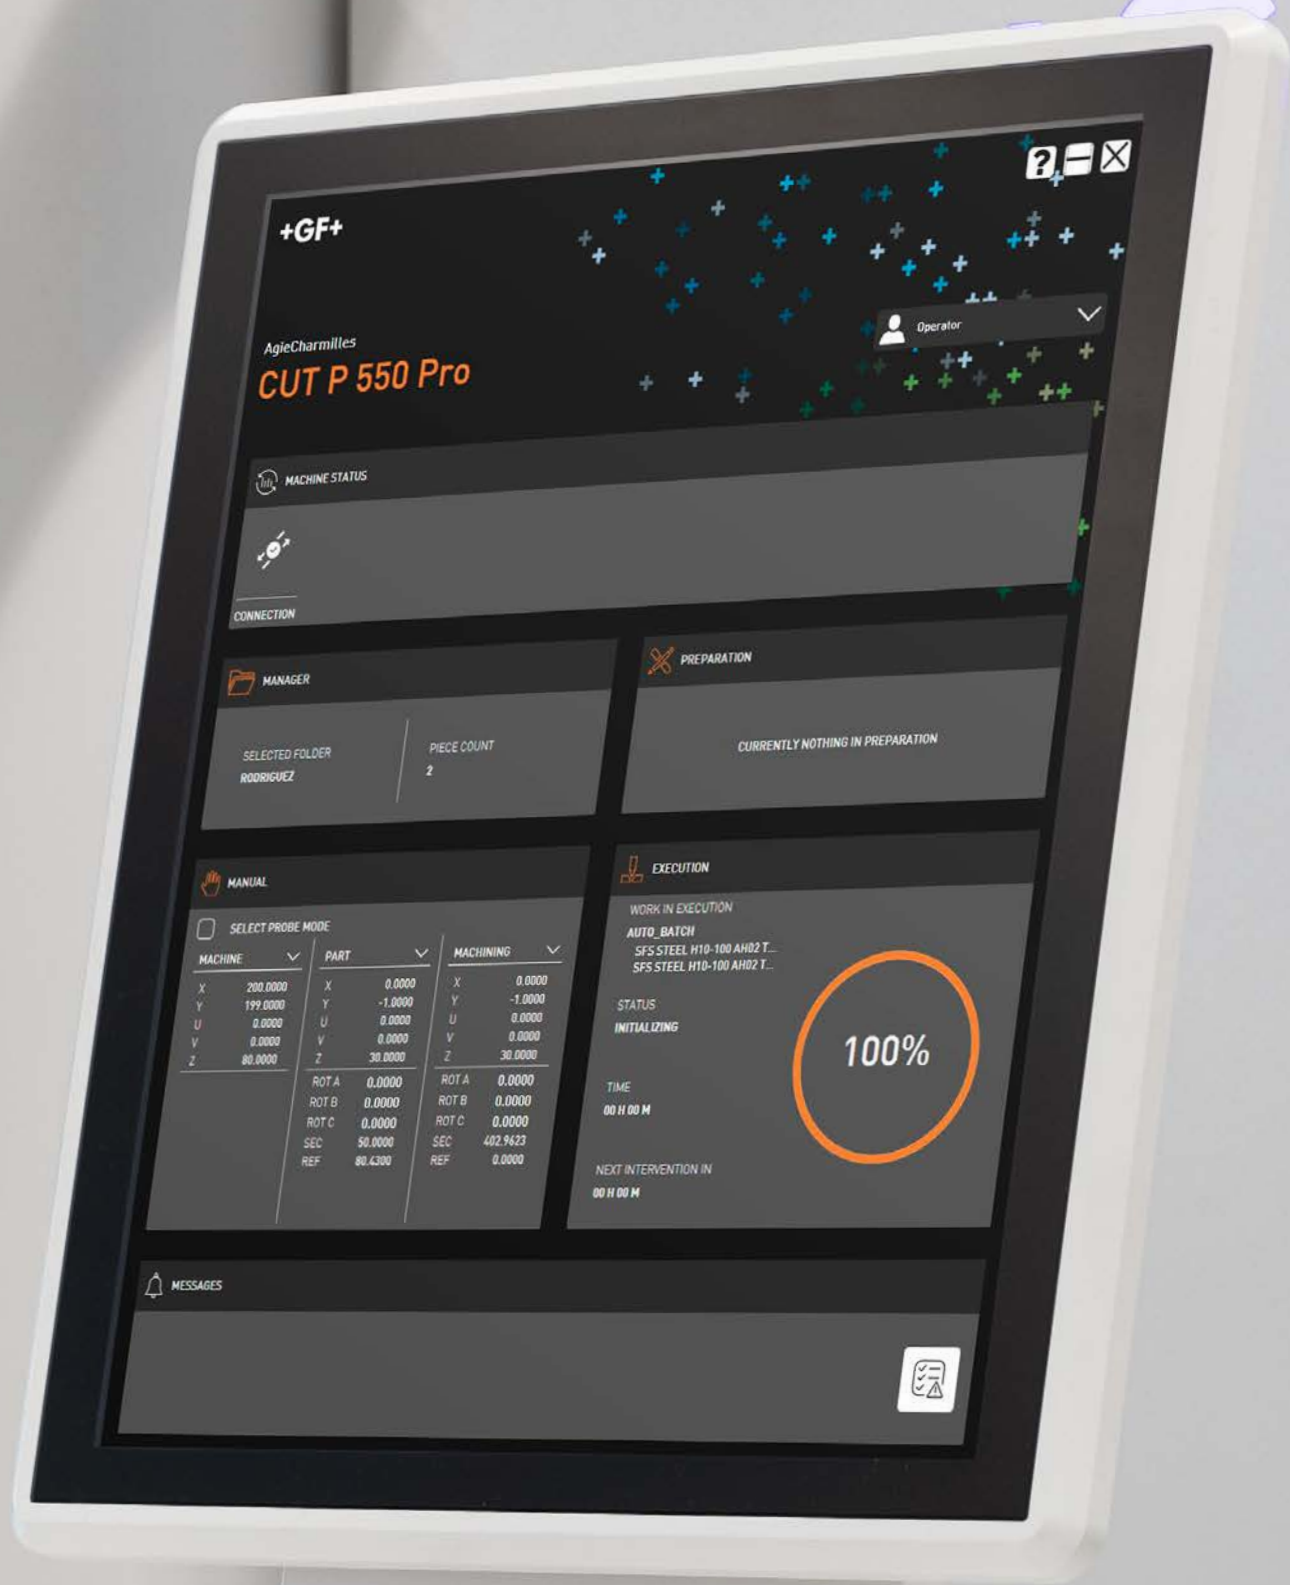 +GF+
Operator
AgieCharmilles
CUT P 550 Pro
MACHINE STATUS
CONNECTION
MANAGER
SELECTED FOLDER
RODRIGUEZ
PIECE COUNT
2
PREPARATION
CURRENTLY NOTHING IN PREPARATION
MANUAL
SELECT PROBE MODE
MACHINE
X 200.0000
Y 199.0000
U 0.0000
V 0.0000
Z 80.0000
PART
X 0.0000
Y -1.0000
U 0.0000
V 0.0000
Z 30.0000
ROT A 0.0000
ROT B 0.0000
ROT C 0.0000
SEC 50.0000
REF 80.4300
MACHINING
X 0.0000
Y -1.0000
U 0.0000
V 0.0000
Z 30.0000
ROT A 0.0000
ROT B 0.0000
ROT C 0.0000
SEC 402.9623
REF 0.0000
EXECUTION
WORK IN EXECUTION
AUTO_BATCH
SFS STEEL H10-100 AH02 T...
SFS STEEL H10-100 AH02 T...
STATUS
INITIALIZING
100%
TIME
00 H 00 M
NEXT INTERVENTION IN
00 H 00 M
MESSAGES